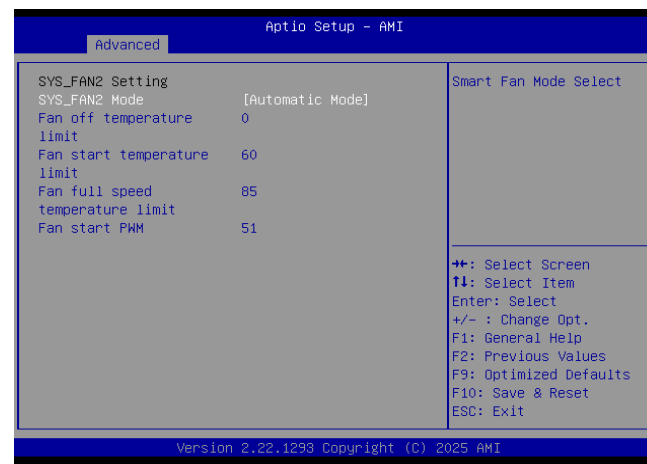 Aptio Setup - AMI
Advanced
SYS_FAN2 Setting
SYS_FAN2 Mode [Automatic Mode]
Fan off temperature 0
limit
Fan start temperature 60
limit
Fan full speed 85
temperature limit
Fan start PWM 51
Smart Fan Mode Select
→←: Select Screen
↑↓: Select Item
Enter: Select
+/- : Change Opt.
F1: General Help
F2: Previous Values
F9: Optimized Defaults
F10: Save & Reset
ESC: Exit
Version 2.22.1293 Copyright (C) 2025 AMI